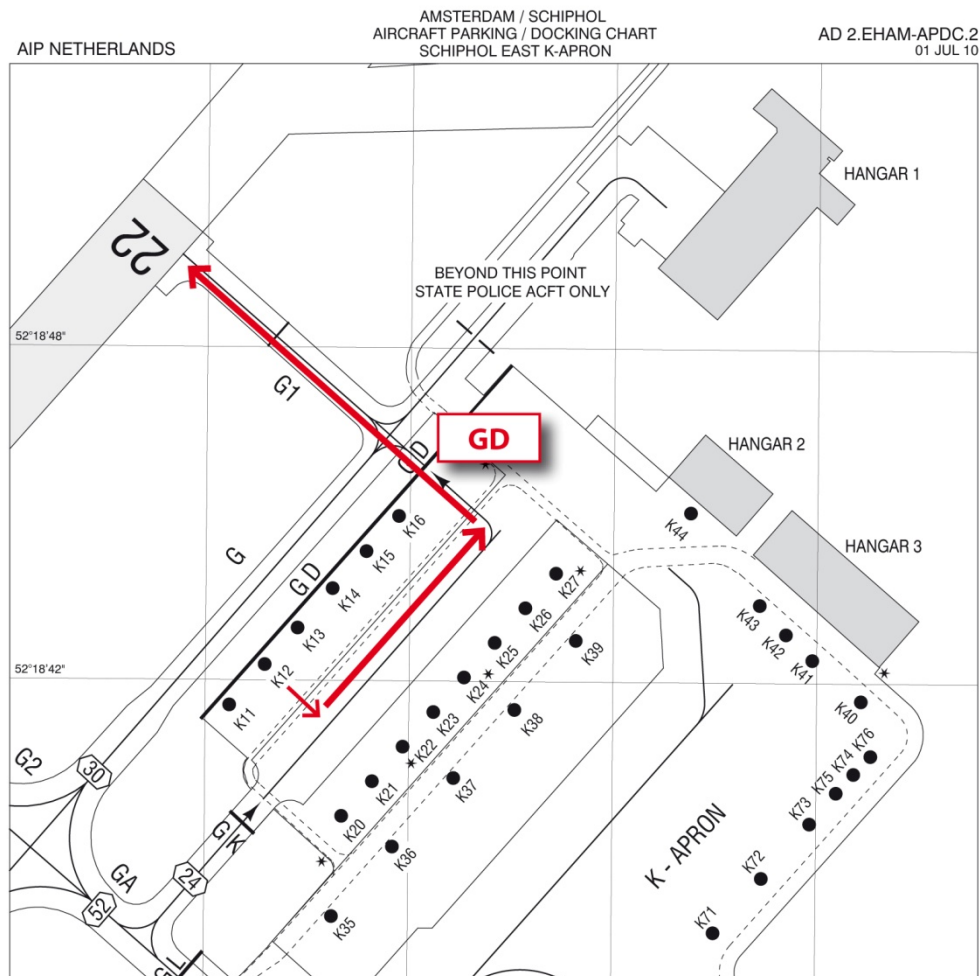 AMSTERDAM / SCHIPHOL
AIP NETHERLANDS
AIRCRAFT PARKING / DOCKING CHART
AD 2.EHAM-APDC.2
SCHIPHOL EAST K-APRON
01 JUL 10
HANGAR 1
22
BEYOND THIS POINT
STATE POLICE ACFT ONLY
52°18'48"
G1
GD
GD
HANGAR 2
K16
K44
K15
G
GD
HANGAR 3
K14
K27
K13
K26
K43
K25
K39
K42
52°18'42"
K12
K24
K41
K11
K23
K38
K40
K22
K76
G2
30
K21
K37
K74
K75
K20
K73
GK
K36
K - APRON
GA
24
K72
52
K35
K71